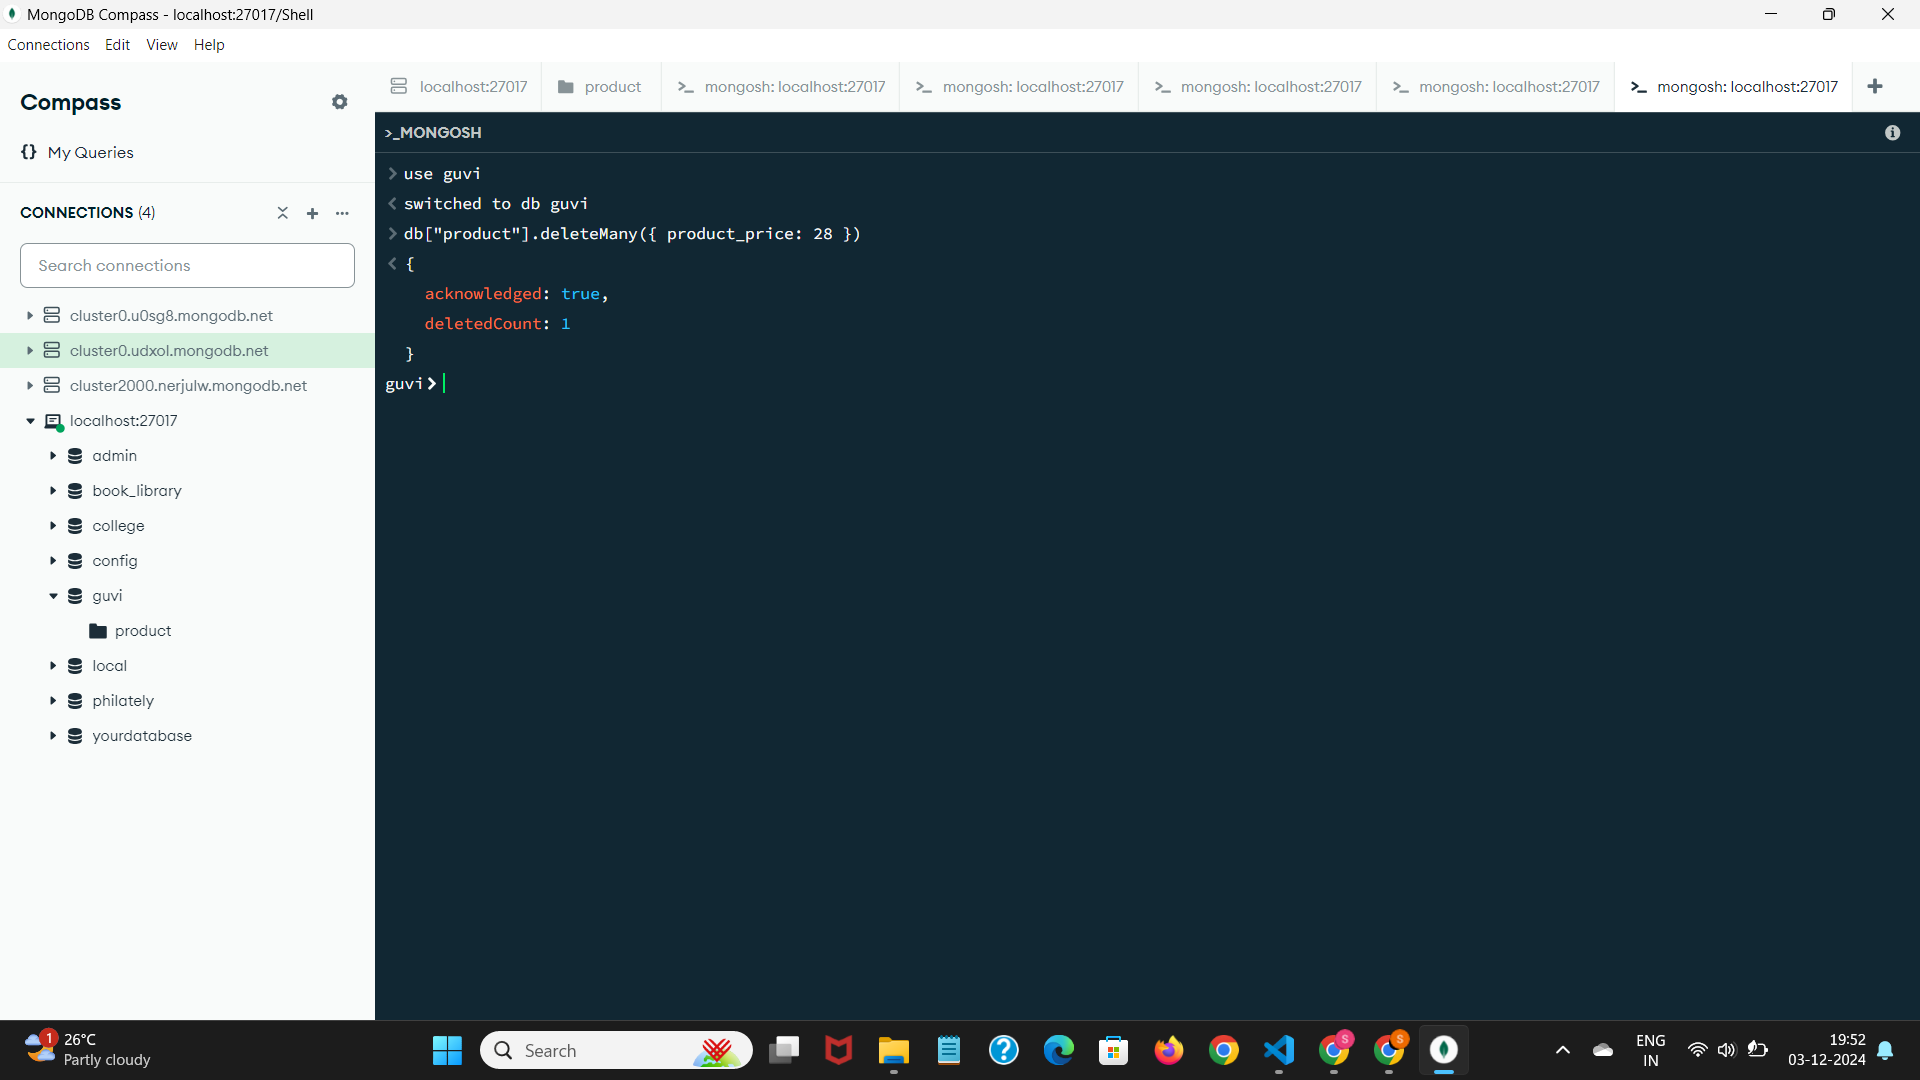 MongoDB Compass - localhost:27017/Shell
Connections Edit View Help
Compass
localhost:27017
product
mongosh: localhost:27017
mongosh: localhost:27017
mongosh: localhost:27017
mongosh: localhost:27017
mongosh: localhost:27017
My Queries
CONNECTIONS (4)
Search connections
cluster0.u0sg8.mongodb.net
cluster0.udxol.mongodb.net
cluster2000.nerjulw.mongodb.net
localhost:27017
admin
book_library
college
config
guvi
product
local
philately
yourdatabase
>_MONGOSH
> use guvi
< switched to db guvi
> db["product"].deleteMany({ product_price: 28 })
< {
acknowledged: true,
deletedCount: 1
}
guvi>
1
26°C
Partly cloudy
Search
S
S
ENG
IN
19:52
03-12-2024